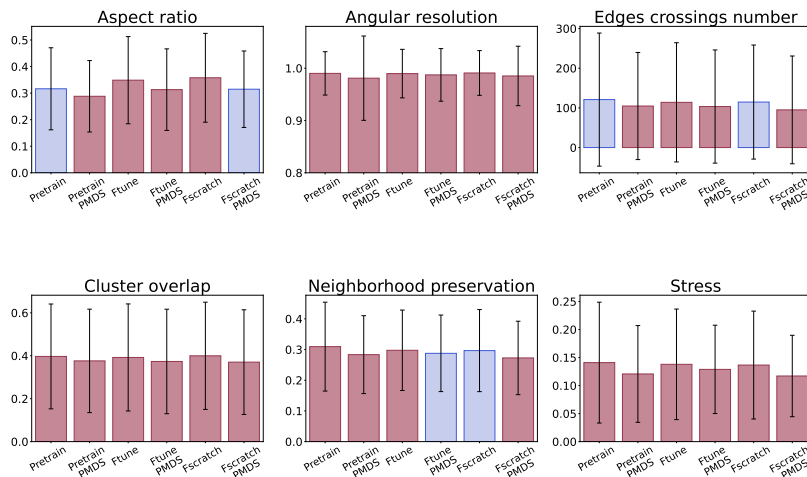 Aspect ratio
0.5
0.4
0.3
0.2
0.1
0.0
Pretrain
Pretrain
PMDS
Ftune
Ftune
PMDS
Fscratch
Fscratch
PMDS
Angular resolution
1.0
0.9
0.8
Pretrain
Pretrain
PMDS
Ftune
Ftune
PMDS
Fscratch
Fscratch
PMDS
Edges crossings number
300
200
100
0
Pretrain
Pretrain
PMDS
Ftune
Ftune
PMDS
Fscratch
Fscratch
PMDS
Cluster overlap
0.6
0.4
0.2
0.0
Pretrain
Pretrain
PMDS
Ftune
Ftune
PMDS
Fscratch
Fscratch
PMDS
Neighborhood preservation
0.4
0.3
0.2
0.1
0.0
Pretrain
Pretrain
PMDS
Ftune
Ftune
PMDS
Fscratch
Fscratch
PMDS
Stress
0.25
0.20
0.15
0.10
0.05
0.00
Pretrain
Pretrain
PMDS
Ftune
Ftune
PMDS
Fscratch
Fscratch
PMDS